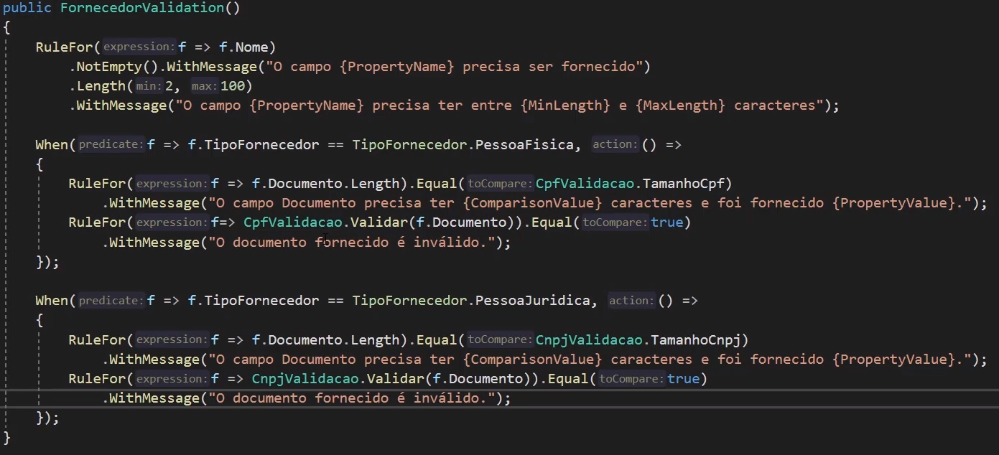 public FornecedorValidation()
{
    RuleFor(expression: f => f.Nome)
        .NotEmpty().WithMessage("O campo {PropertyName} precisa ser fornecido")
        .Length(min: 2, max: 100)
        .WithMessage("O campo {PropertyName} precisa ter entre {MinLength} e {MaxLength} caracteres");

    When(predicate: f => f.TipoFornecedor == TipoFornecedor.PessoaFisica, action: () =>
    {
        RuleFor(expression: f => f.Documento.Length).Equal(toCompare: CpfValidacao.TamanhoCpf)
            .WithMessage("O campo Documento precisa ter {ComparisonValue} caracteres e foi fornecido {PropertyValue}.");
        RuleFor(expression: f=> CpfValidacao.Validar(f.Documento)).Equal(toCompare: true)
            .WithMessage("O documento fornecido é inválido.");
    });

    When(predicate: f => f.TipoFornecedor == TipoFornecedor.PessoaJuridica, action: () =>
    {
        RuleFor(expression: f => f.Documento.Length).Equal(toCompare: CnpjValidacao.TamanhoCnpj)
            .WithMessage("O campo Documento precisa ter {ComparisonValue} caracteres e foi fornecido {PropertyValue}.");
        RuleFor(expression: f => CnpjValidacao.Validar(f.Documento)).Equal(toCompare: true)
            .WithMessage("O documento fornecido é inválido.");
    });
}